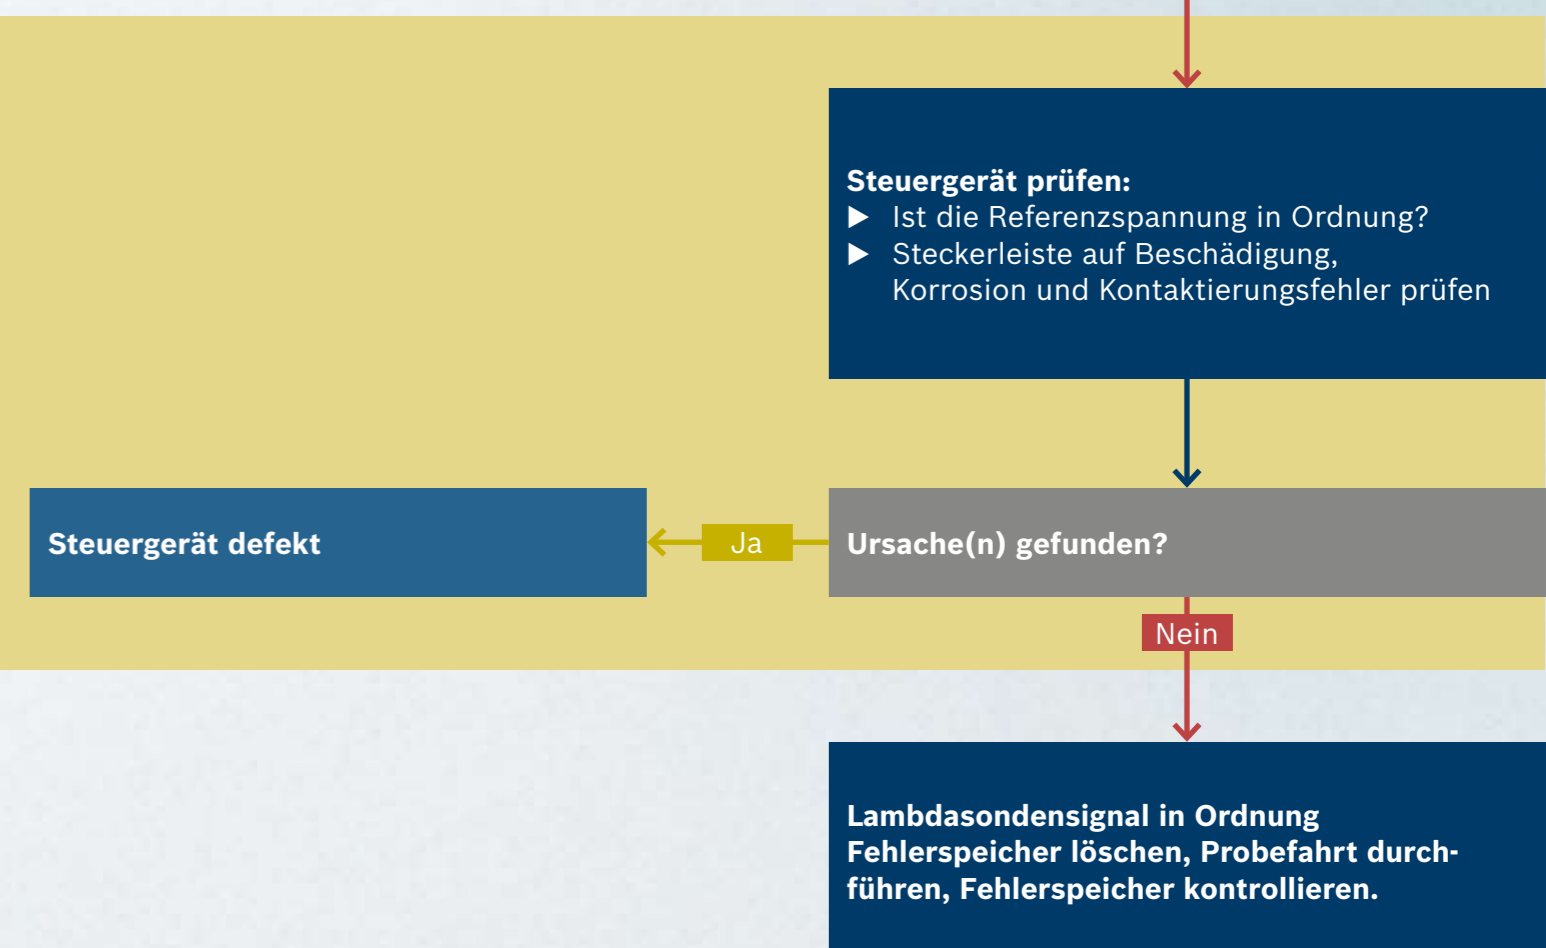 Steuergerät prüfen:
▶ Ist die Referenzspannung in Ordnung?
▶ Steckerleiste auf Beschädigung,
Korrosion und Kontaktierungsfehler prüfen
Steuergerät defekt
Ja
Ursache(n) gefunden?
Nein
Lambdasondensignal in Ordnung
Fehlerspeicher löschen, Probefahrt durch-
führen, Fehlerspeicher kontrollieren.